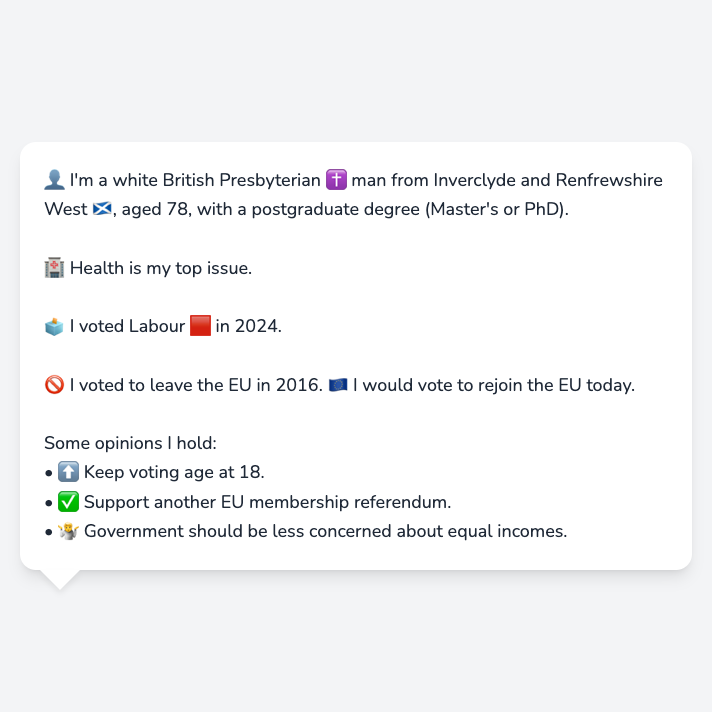 👤 I'm a white British Presbyterian ✝️ man from Inverclyde and Renfrewshire
West 🏴󠁧󠁢󠁳󠁣󠁴󠁿, aged 78, with a postgraduate degree (Master's or PhD).
🏥 Health is my top issue.
🗳️ I voted Labour 🟥 in 2024.
🚫 I voted to leave the EU in 2016. 🇪🇺 I would vote to rejoin the EU today.
Some opinions I hold:
• ⬆️ Keep voting age at 18.
• ✅ Support another EU membership referendum.
• 🤷 Government should be less concerned about equal incomes.